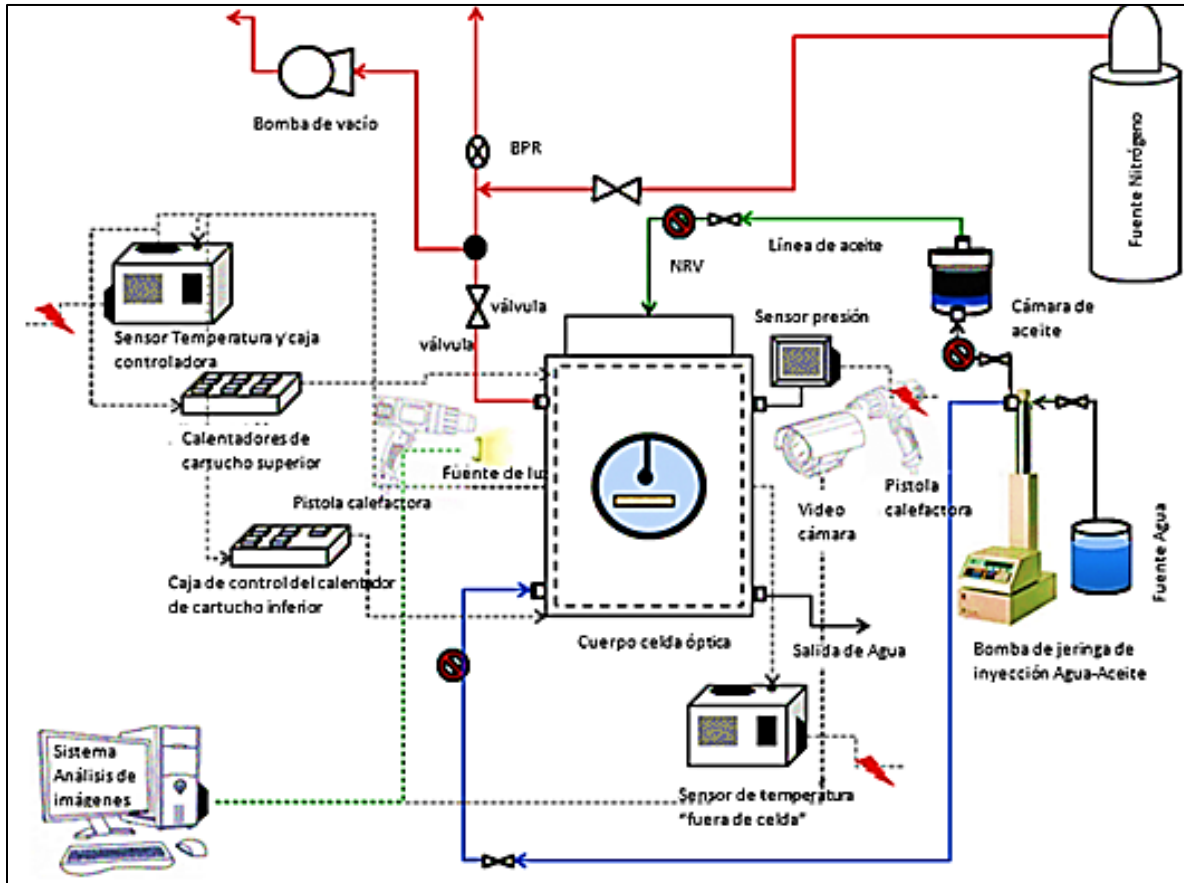 Bomba de vacío
BPR
Fuente Nitrógeno
Línea de aceite
NRV
Cámara de
aceite
válvula
válvula
Sensor presión
Sensor Temperatura y caja
controladora
Calentadores de
cartucho superior
Fuente de luz
Pistola calefactora
Video
cámara
Pistola
calefactora
Fuente Agua
Caja de control del calentador
de cartucho inferior
Cuerpo celda óptica
Salida de Agua
Bomba de jeringa de
inyección Agua-Aceite
Sistema
Análisis de
imágenes
Sensor de temperatura
"fuera de celda"